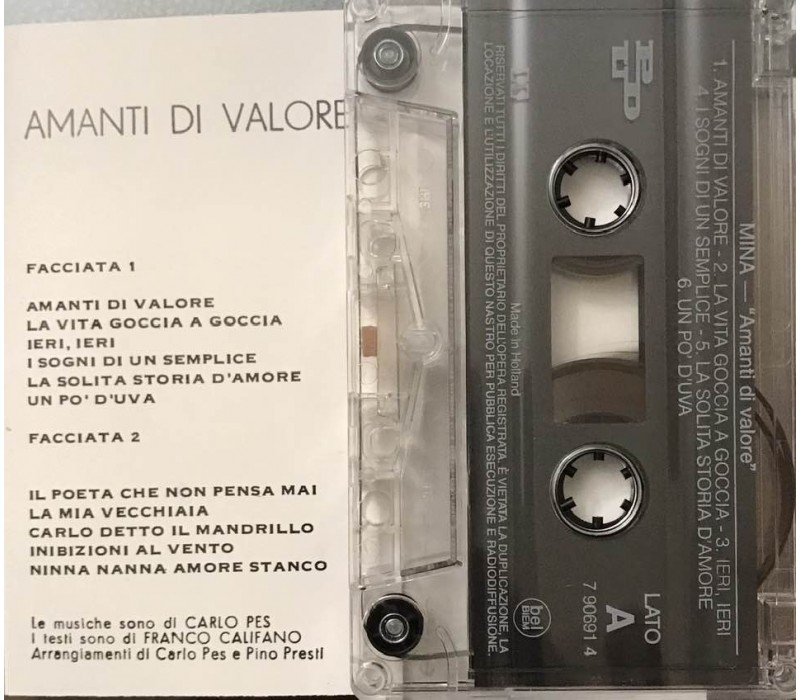 AMANTI DI VALORE
FACCIATA 1
AMANTI DI VALORE
LA VITA GOCCIA A GOCCIA
IERI, IERI
I SOGNI DI UN SEMPLICE
LA SOLITA STORIA D'AMORE
UN PO' D'UVA
FACCIATA 2
IL POETA CHE NON PENSA MAI
LA MIA VECCHIAIA
CARLO DETTO IL MANDRILLO
INIBIZIONI AL VENTO
NINNA NANNA AMORE STANCO
Le musiche sono di CARLO PES
I testi sono di FRANCO CALIFANO
Arrangiamenti di Carlo Pes e Pino Presti
MINA — "Amanti di valore"
1. AMANTI DI VALORE - 2. LA VITA GOCCIA A GOCCIA - 3. IERI, IERI
4. I SOGNI DI UN SEMPLICE - 5. LA SOLITA STORIA D'AMORE
6. UN PO' D'UVA
LATO
A
7 90691 4
bel
BIEM
PDU
Made in Holland
RISERVATI TUTTI I DIRITTI DEL PROPRIETARIO DELL'OPERA REGISTRATA. È VIETATA LA DUPLICAZIONE, LA
LOCAZIONE E L'UTILIZZAZIONE DI QUESTO NASTRO PER PUBBLICA ESECUZIONE E RADIODIFFUSIONE.